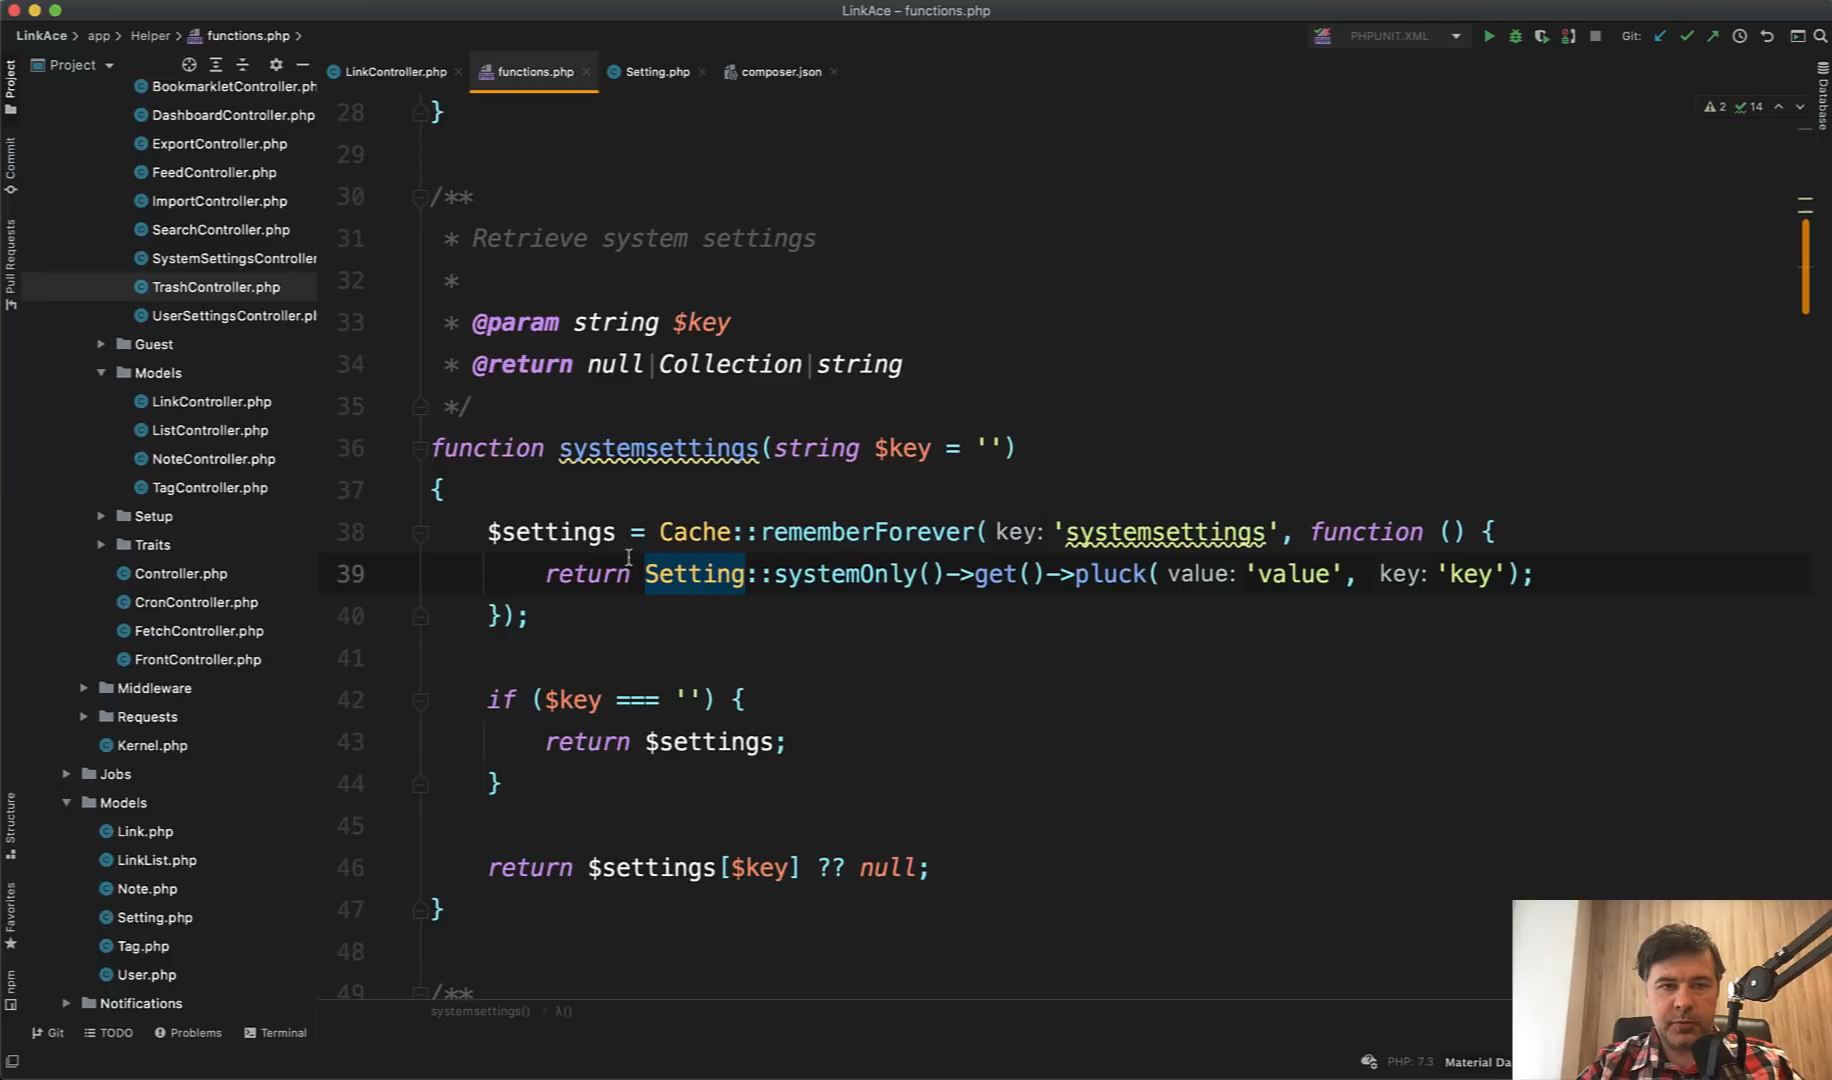 LinkAce – functions.php
LinkAce > app > Helper > functions.php >
PHPUNIT.XML
Git:
Project
LinkController.php
functions.php
Setting.php
composer.json
Project
Commit
Pull Requests
Structure
Favorites
npm
Database
2 14
BookmarkletController.ph
DashboardController.php
ExportController.php
FeedController.php
ImportController.php
SearchController.php
SystemSettingsController
TrashController.php
UserSettingsController.pl
Guest
Models
LinkController.php
ListController.php
NoteController.php
TagController.php
Setup
Traits
Controller.php
CronController.php
FetchController.php
FrontController.php
Middleware
Requests
Kernel.php
Jobs
Models
Link.php
LinkList.php
Note.php
Setting.php
Tag.php
User.php
Notifications
28 }
29
30 /**
31 * Retrieve system settings
32 *
33 * @param string $key
34 * @return null|Collection|string
35 */
36 function systemsettings(string $key = '')
37 {
38 $settings = Cache::rememberForever( key: 'systemsettings', function () {
39 return Setting::systemOnly()->get()->pluck( value: 'value', key: 'key');
40 });
41
42 if ($key === '') {
43 return $settings;
44 }
45
46 return $settings[$key] ?? null;
47 }
48
49 /**
systemsettings() › λ()
Git
TODO
Problems
Terminal
PHP: 7.3
Material Da